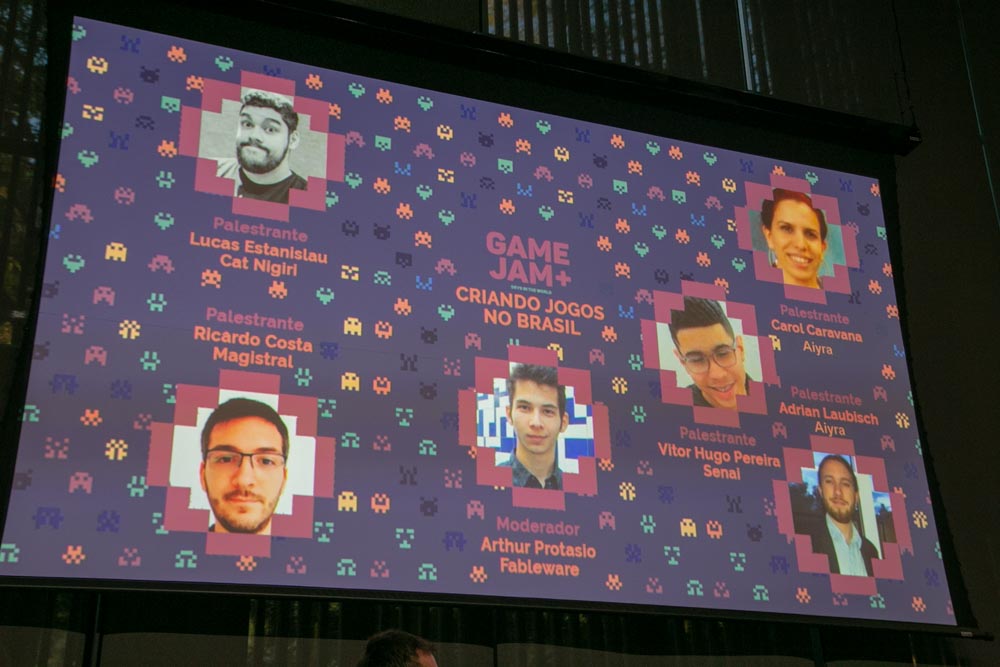 Palestrante
Lucas Estanislau
Cat Nigiri
Palestrante
Ricardo Costa
Magistral
GAME
JAM+
CRIANDO JOGOS
NO BRASIL
Moderador
Arthur Protasio
Fableware
Palestrante
Carol Caravana
Aiyra
Palestrante
Vitor Hugo Pereira
Senai
Palestrante
Adrian Laubisch
Aiyra